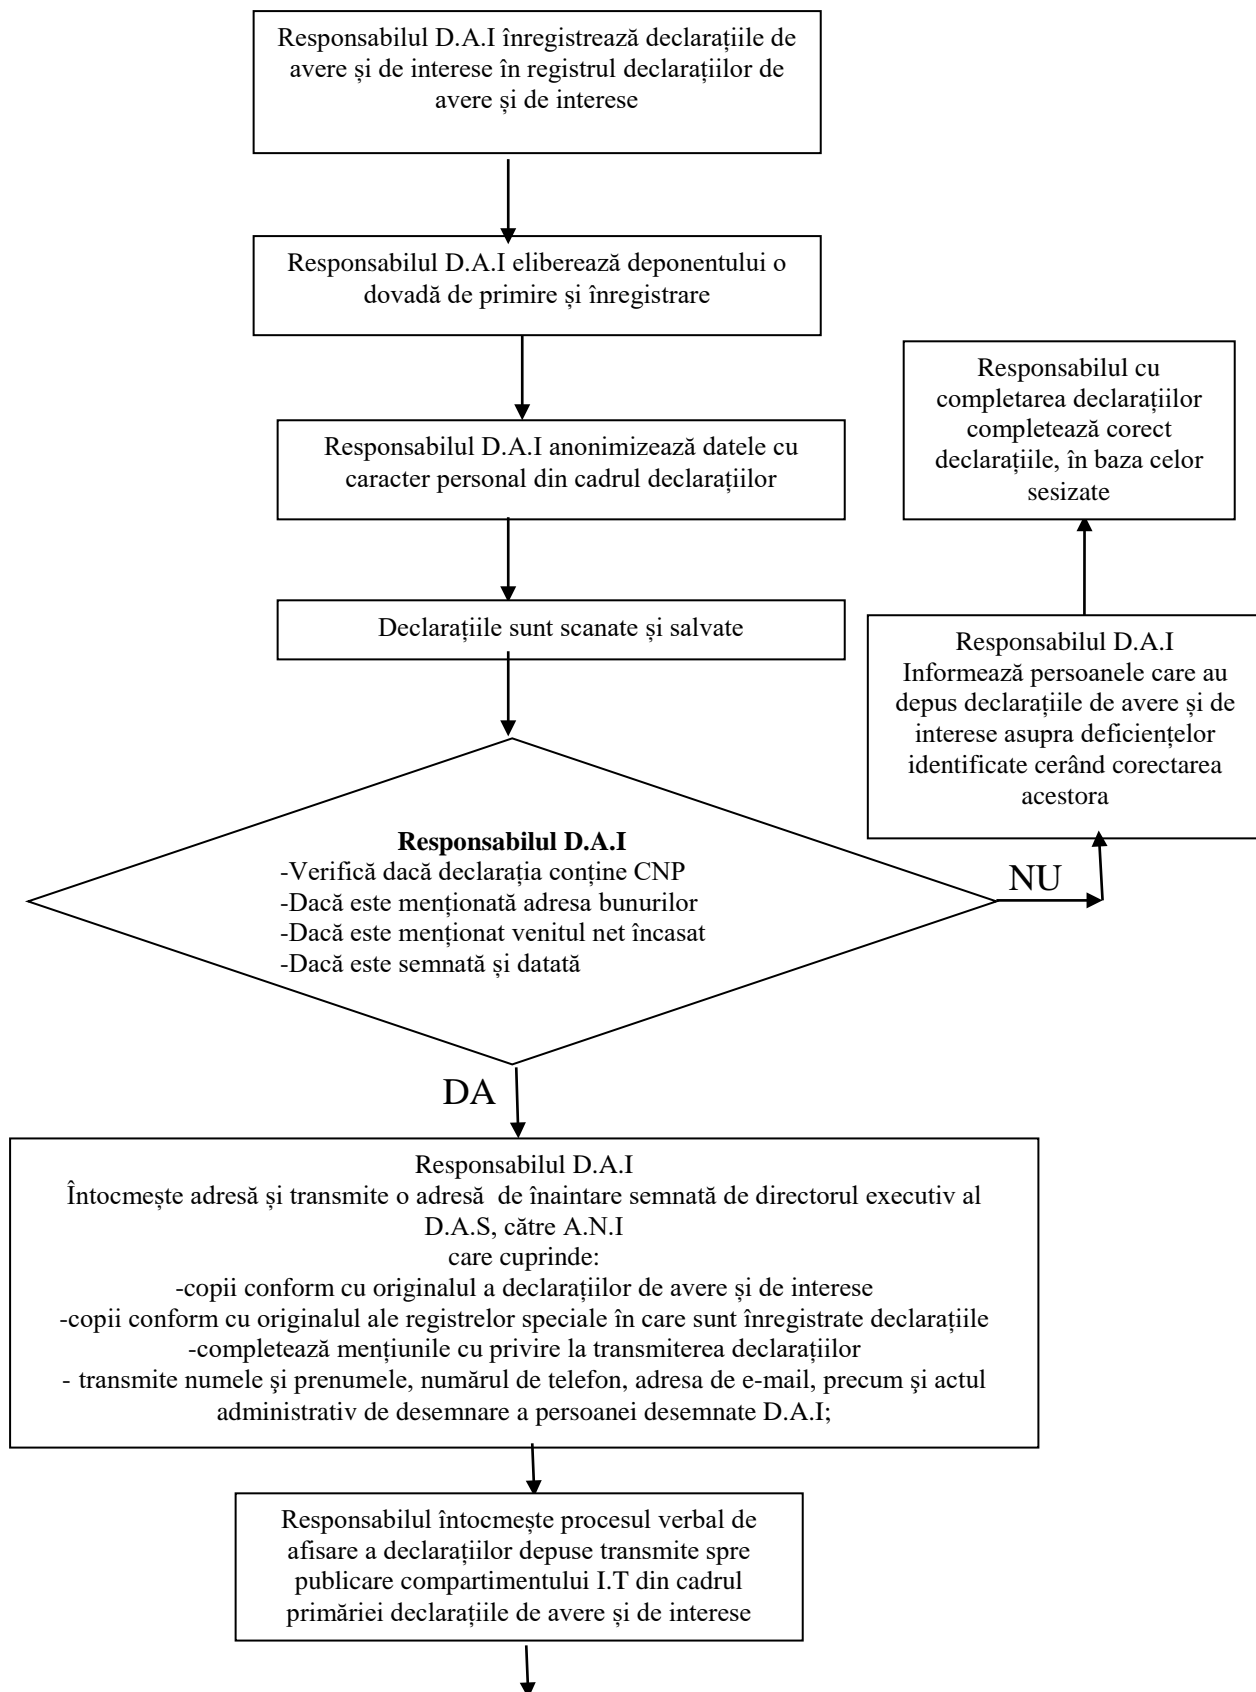 Responsabilul D.A.I înregistrează declarațiile de
avere și de interese în registrul declarațiilor de
avere și de interese
Responsabilul D.A.I eliberează deponentului o
dovadă de primire și înregistrare
Responsabilul D.A.I anonimizează datele cu
caracter personal din cadrul declarațiilor
Declarațiile sunt scanate și salvate
Responsabilul cu
completarea declarațiilor
completează corect
declarațiile, în baza celor
sesizate
Responsabilul D.A.I
Informează persoanele care au
depus declarațiile de avere și de
interese asupra deficiențelor
identificate cerând corectarea
acestora
Responsabilul D.A.I
-Verifică dacă declarația conține CNP
-Dacă este menționată adresa bunurilor
-Dacă este menționat venitul net încasat
-Dacă este semnată și datată
NU
DA
Responsabilul D.A.I
Întocmește adresă și transmite o adresă  de înaintare semnată de directorul executiv al
D.A.S, către A.N.I
care cuprinde:
-copii conform cu originalul a declarațiilor de avere și de interese
-copii conform cu originalul ale registrelor speciale în care sunt înregistrate declarațiile
-completează mențiunile cu privire la transmiterea declarațiilor
- transmite numele şi prenumele, numărul de telefon, adresa de e-mail, precum şi actul
administrativ de desemnare a persoanei desemnate D.A.I;
Responsabilul întocmește procesul verbal de
afisare a declarațiilor depuse transmite spre
publicare compartimentului I.T din cadrul
primăriei declarațiile de avere și de interese